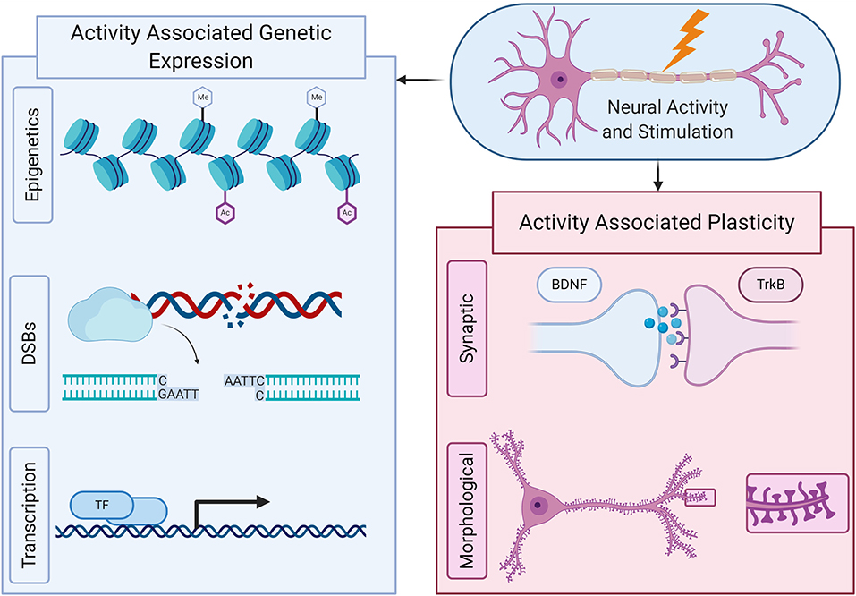 Activity Associated Genetic
Expression
Neural Activity
and Stimulation
Epigenetics
Me
Me
Ac
Ac
DSBs
C
GAATT
AATTC
C
Transcription
TF
Activity Associated Plasticity
Synaptic
BDNF
TrkB
Morphological